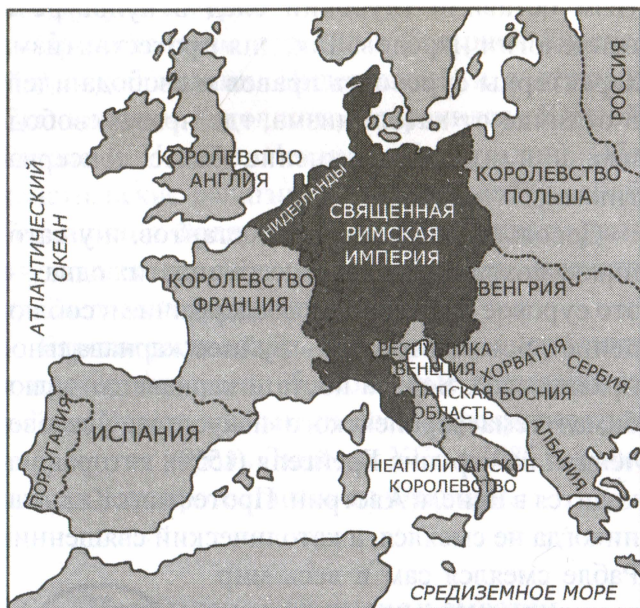 РОССИЯ
КОРОЛЕВСТВО
АНГЛИЯ
АТЛАНТИЧЕСКИЙ
ОКЕАН
НИДЕРЛАНДЫ
КОРОЛЕВСТВО
ПОЛЬША
СВЯЩЕННАЯ
РИМСКАЯ
ИМПЕРИЯ
КОРОЛЕВСТВО
ФРАНЦИЯ
ВЕНГРИЯ
РЕСПУБЛИКА
ВЕНЕЦИЯ
ХОРВАТИЯ
СЕРБИЯ
ПАПСКАЯ БОСНИЯ
ОБЛАСТЬ
ПОРТУГАЛИЯ
ИСПАНИЯ
АЛБАНИЯ
НЕАПОЛИТАНСКОЕ
КОРОЛЕВСТВО
СРЕДИЗЕМНОЕ МОРЕ